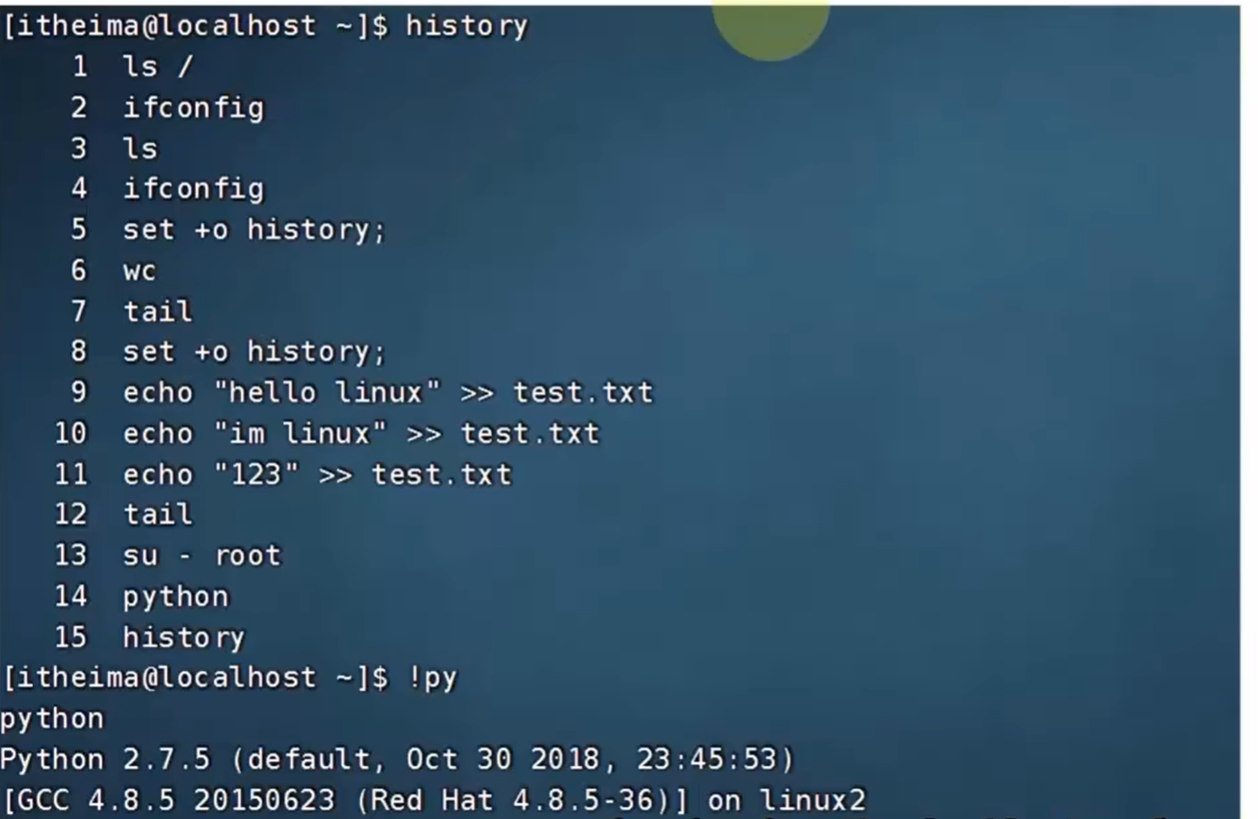 [itheima@localhost ~]$ history
    1  ls /
    2  ifconfig
    3  ls
    4  ifconfig
    5  set +o history;
    6  wc
    7  tail
    8  set +o history;
    9  echo "hello linux" >> test.txt
   10  echo "im linux" >> test.txt
   11  echo "123" >> test.txt
   12  tail
   13  su - root
   14  python
   15  history
[itheima@localhost ~]$ !py
python
Python 2.7.5 (default, Oct 30 2018, 23:45:53)
[GCC 4.8.5 20150623 (Red Hat 4.8.5-36)] on linux2